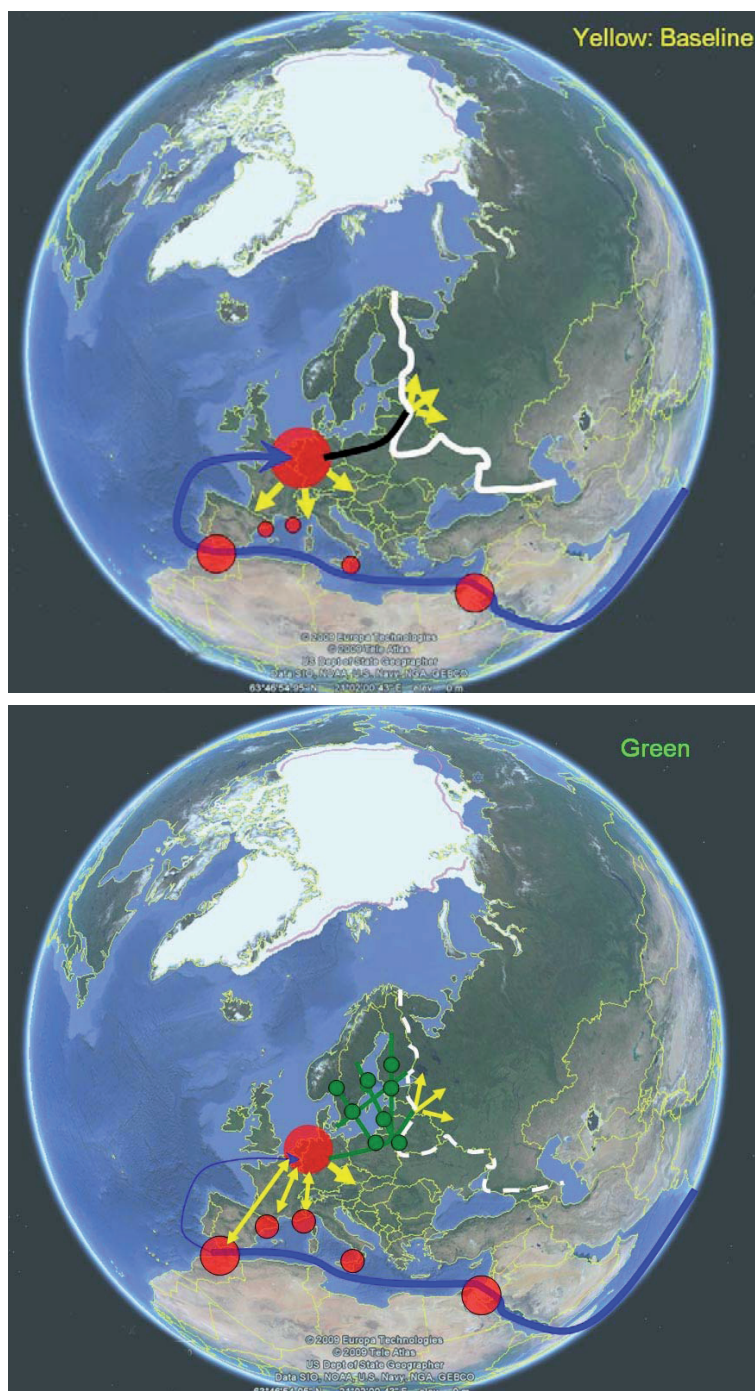 Yellow: Baseline
© 2009 Europa Technologies
© 2009 Tele Atlas
US Dept of State Geographer
Data SIO, NOAA, U.S. Navy, NGA, GEBCO
Green
© 2009 Europa Technologies
© 2009 Tele Atlas
US Dept of State Geographer
Data SIO, NOAA, U.S. Navy, NGA, GEBCO